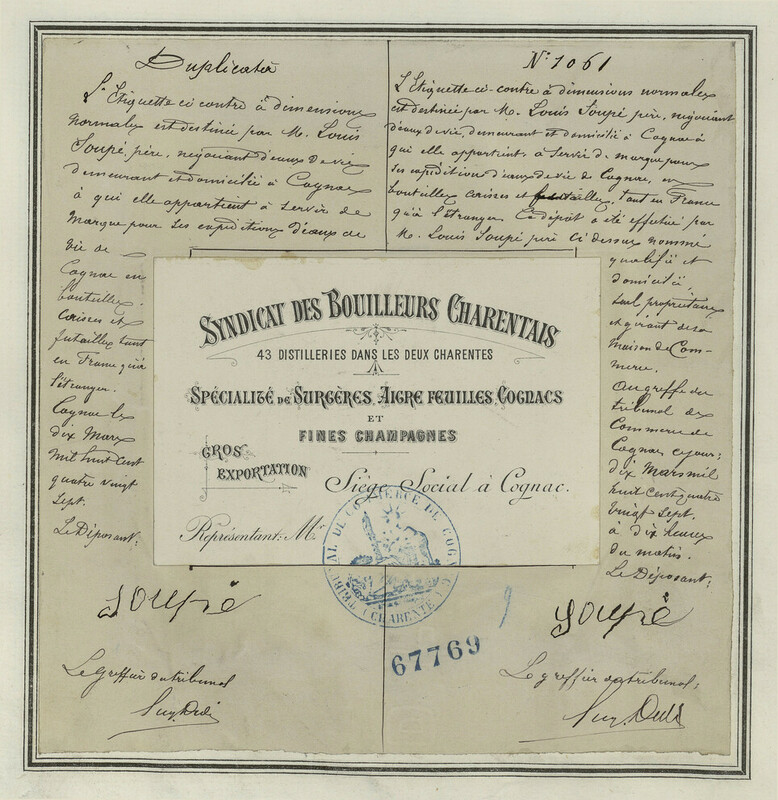 Duplicata
L'Etiquette ci contre à dimensions
normales est destinée par M. Louis
Soupé, père, négociant d'eaux de vie
demeurant et domicilié à Cognac
à qui elle appartient à servir de
Marque pour ses expéditions d'eaux de
vie de
Cognac en
bouteilles
caisses et
futailles tant
en France qu'à
l'étranger.
Cognac le
dix Mars
mil huit cent
quatre vingt
sept.
Le Déposant:
Soupé
Le Greffier du tribunal
N° 1061
L'Etiquette ci-contre à dimensions normales
est destinée par M. Louis Soupé père, négociant
d'eaux de vie, demeurant et domicilié à Cognac à
qui elle appartient, à servir de marque pour
ses expéditions d'eaux de vie de Cognac, en
bouteilles caisses et futailles, tant en France
qu'à l'étranger. Ce dépôt a été effectué par
M. Louis Soupé père ci dessus nommé
qualifié et
domicilié,
seul propriétaire
et gérant de sa
maison de Com-
merce.
Au greffe du
tribunal de
Commerce de
Cognac ce jour;
dix Mars mil
huit cent quatre
vingt sept.
à dix heures
du matin.
Le Déposant:
Soupé
Le greffier du tribunal:
SYNDICAT DES BOUILLEURS CHARENTAIS
43 DISTILLERIES DANS LES DEUX CHARENTES
SPÉCIALITÉ DE SURGÈRES, AIGRE FEUILLES, COGNACS
ET
FINES CHAMPAGNES
GROS
EXPORTATION
Siège Social à Cognac.
Représentant: Mr
TRIBUNAL DE COMMERCE DE COGNAC
(CHARENTE)
9
67769